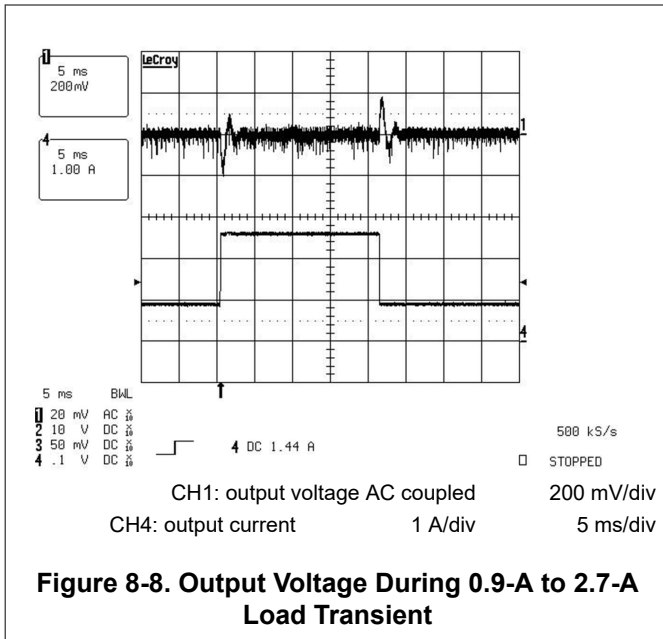 1
5 ms
200mV
4
5 ms
1.00 A
LeCroy
1
4
5 ms BWL
1 20 mV AC X10
2 10 V DC X10
3 50 mV DC X10
4 .1 V DC X10
4 DC 1.44 A
500 kS/s
STOPPED
CH1: output voltage AC coupled 200 mV/div
CH4: output current 1 A/div 5 ms/div
Figure 8-8. Output Voltage During 0.9-A to 2.7-A
Load Transient